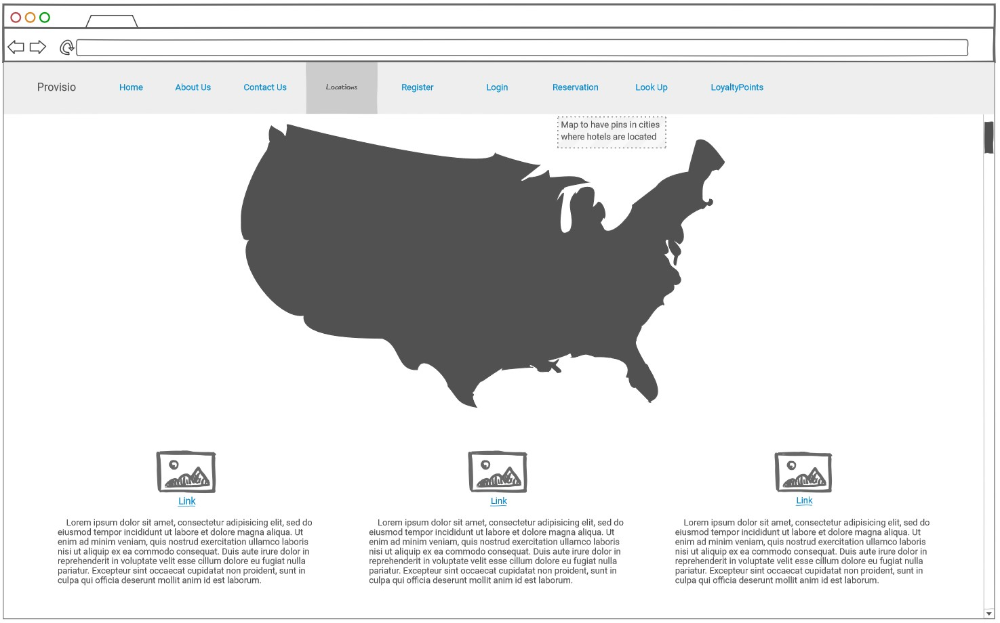 Provisio Home About Us Contact Us Locations Register Login Reservation Look Up LoyaltyPoints
Map to have pins in cities
where hotels are located
Link
Lorem ipsum dolor sit amet, consectetur adipisicing elit, sed do
eiusmod tempor incididunt ut labore et dolore magna aliqua. Ut
enim ad minim veniam, quis nostrud exercitation ullamco laboris
nisi ut aliquip ex ea commodo consequat. Duis aute irure dolor in
reprehenderit in voluptate velit esse cillum dolore eu fugiat nulla
pariatur. Excepteur sint occaecat cupidatat non proident, sunt in
culpa qui officia deserunt mollit anim id est laborum.
Link
Lorem ipsum dolor sit amet, consectetur adipisicing elit, sed do
eiusmod tempor incididunt ut labore et dolore magna aliqua. Ut
enim ad minim veniam, quis nostrud exercitation ullamco laboris
nisi ut aliquip ex ea commodo consequat. Duis aute irure dolor in
reprehenderit in voluptate velit esse cillum dolore eu fugiat nulla
pariatur. Excepteur sint occaecat cupidatat non proident, sunt in
culpa qui officia deserunt mollit anim id est laborum.
Link
Lorem ipsum dolor sit amet, consectetur adipisicing elit, sed do
eiusmod tempor incididunt ut labore et dolore magna aliqua. Ut
enim ad minim veniam, quis nostrud exercitation ullamco laboris
nisi ut aliquip ex ea commodo consequat. Duis aute irure dolor in
reprehenderit in voluptate velit esse cillum dolore eu fugiat nulla
pariatur. Excepteur sint occaecat cupidatat non proident, sunt in
culpa qui officia deserunt mollit anim id est laborum.